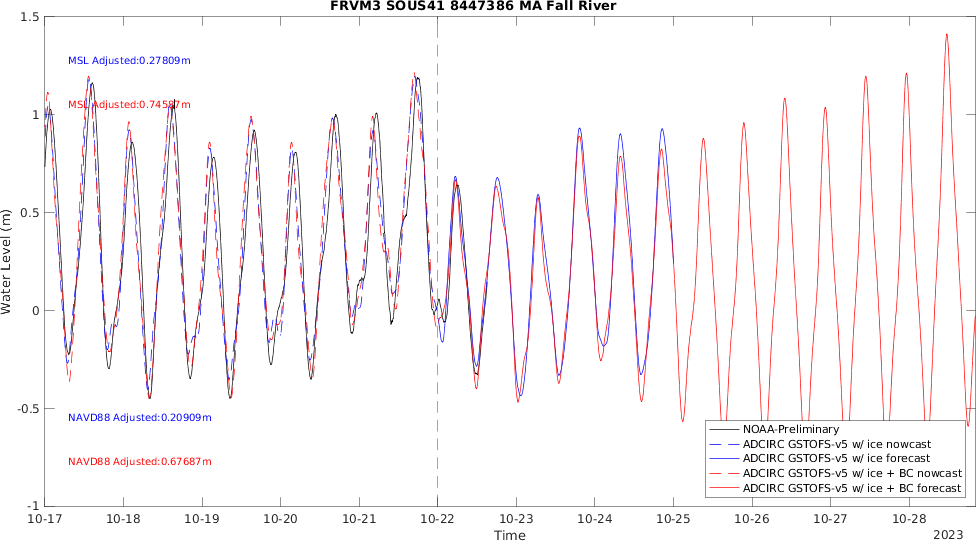 FRVM3 SOUS41 8447386 MA Fall River
1.5
1
0.5
0
-0.5
-1
Water Level (m)
MSL Adjusted:0.27809m
MSL Adjusted:0.74587m
NAVD88 Adjusted:0.20909m
NAVD88 Adjusted:0.67687m
NOAA-Preliminary
ADCIRC GSTOFS-v5 w/ ice nowcast
ADCIRC GSTOFS-v5 w/ ice forecast
ADCIRC GSTOFS-v5 w/ ice + BC nowcast
ADCIRC GSTOFS-v5 w/ ice + BC forecast
10-17 10-18 10-19 10-20 10-21 10-22 10-23 10-24 10-25 10-26 10-27 10-28
Time
2023